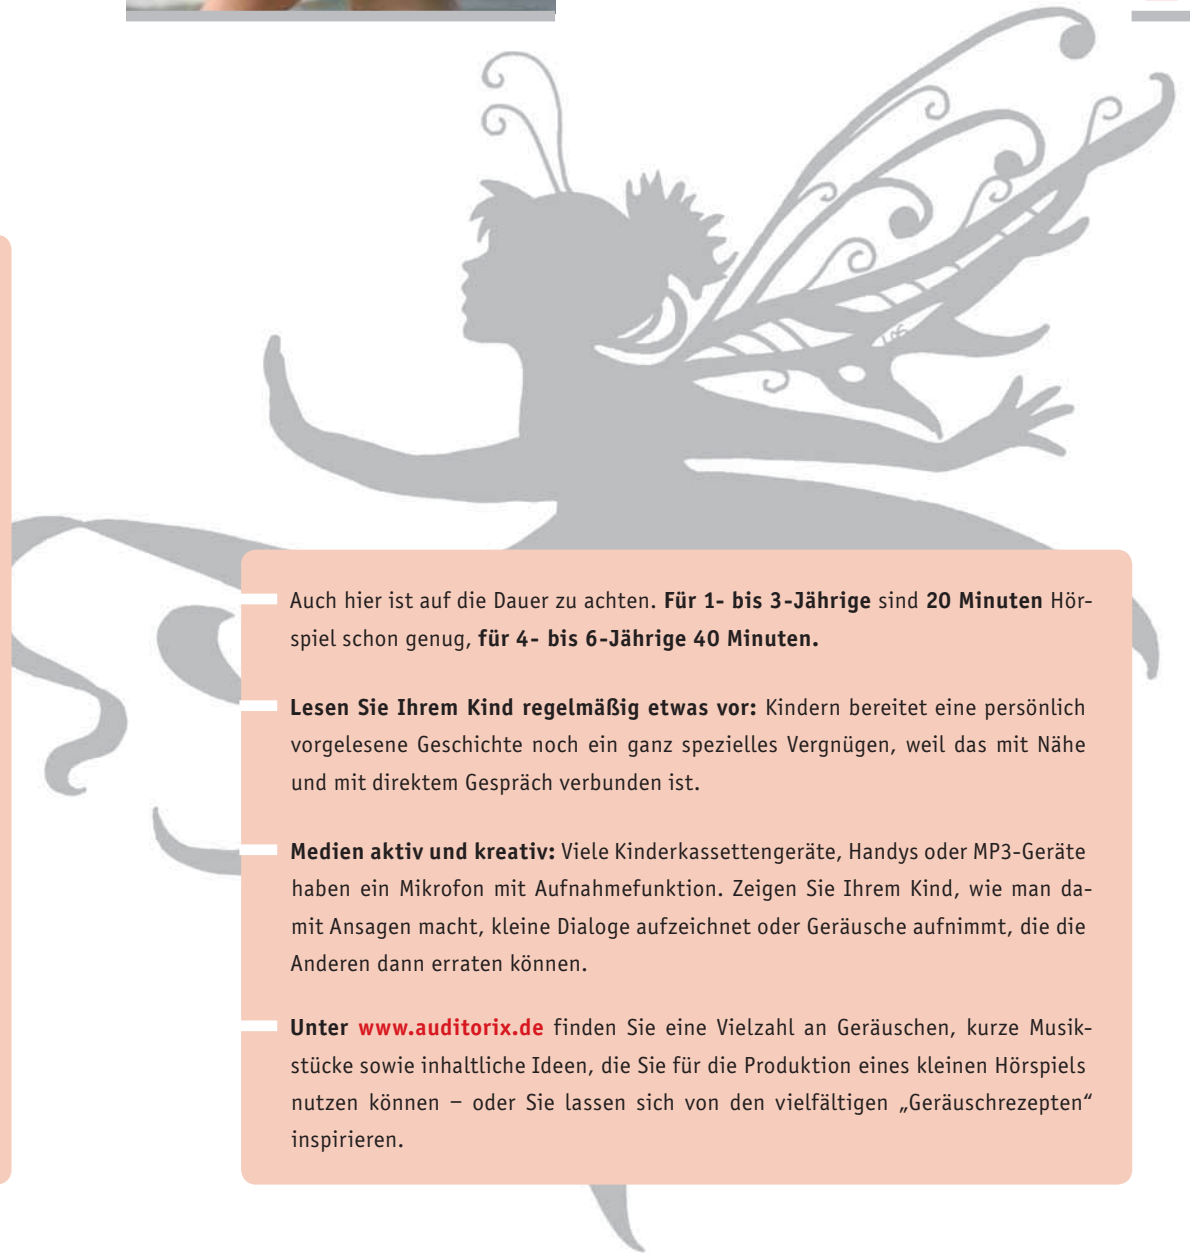 Auch hier ist auf die Dauer zu achten. Für 1- bis 3-Jährige sind 20 Minuten Hör-
spiel schon genug, für 4- bis 6-Jährige 40 Minuten.
Lesen Sie Ihrem Kind regelmäßig etwas vor: Kindern bereitet eine persönlich
vorgelesene Geschichte noch ein ganz spezielles Vergnügen, weil das mit Nähe
und mit direktem Gespräch verbunden ist.
Medien aktiv und kreativ: Viele Kinderkassettengeräte, Handys oder MP3-Geräte
haben ein Mikrofon mit Aufnahmefunktion. Zeigen Sie Ihrem Kind, wie man da-
mit Ansagen macht, kleine Dialoge aufzeichnet oder Geräusche aufnimmt, die die
Anderen dann erraten können.
Unter www.auditorix.de finden Sie eine Vielzahl an Geräuschen, kurze Musik-
stücke sowie inhaltliche Ideen, die Sie für die Produktion eines kleinen Hörspiels
nutzen können – oder Sie lassen sich von den vielfältigen „Geräuschrezepten“
inspirieren.